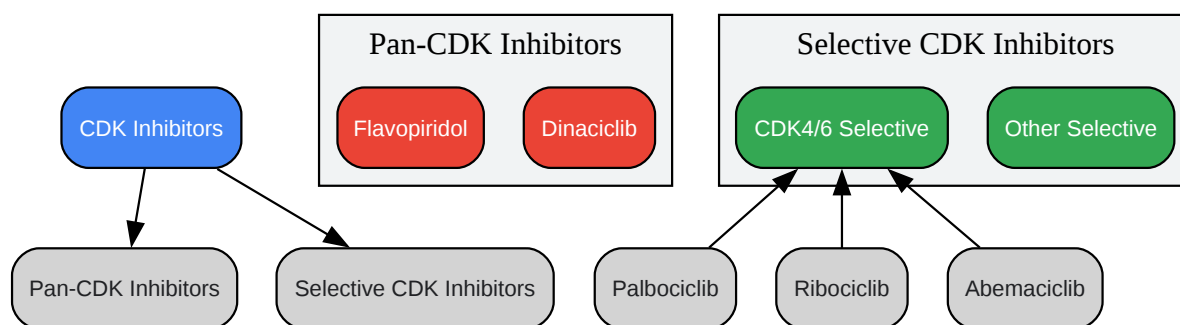 Pan-CDK Inhibitors
Selective CDK Inhibitors
CDK Inhibitors
Flavopiridol
Dinaciclib
CDK4/6 Selective
Other Selective
Pan-CDK Inhibitors
Selective CDK Inhibitors
Palbociclib
Ribociclib
Abemaciclib